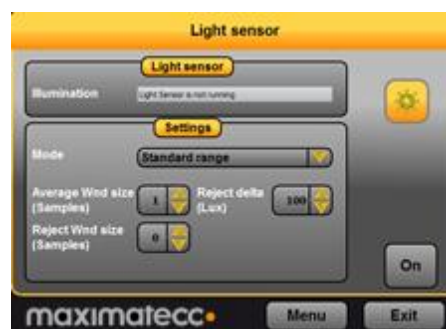 Light sensor
Light sensor
Illumination
Light Sensor is not running
Settings
Mode
Standard range
Average Wnd size
(Samples)
1
Reject delta
(Lux)
100
Reject Wnd size
(Samples)
0
On
maximatecc
Menu
Exit